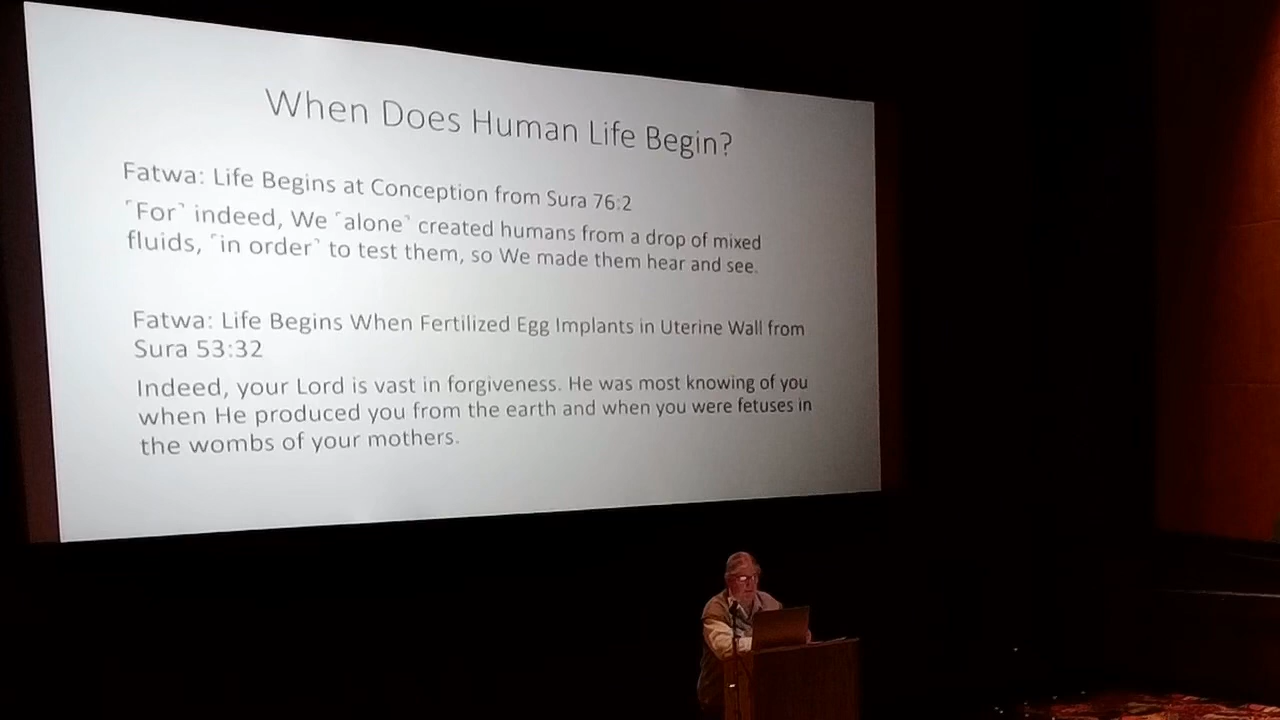 When Does Human Life Begin?
Fatwa: Life Begins at Conception from Sura 76:2
˹For˺ indeed, We ˹alone˺ created humans from a drop of mixed
fluids, ˹in order˺ to test them, so We made them hear and see.
Fatwa: Life Begins When Fertilized Egg Implants in Uterine Wall from
Sura 53:32
Indeed, your Lord is vast in forgiveness. He was most knowing of you
when He produced you from the earth and when you were fetuses in
the wombs of your mothers.